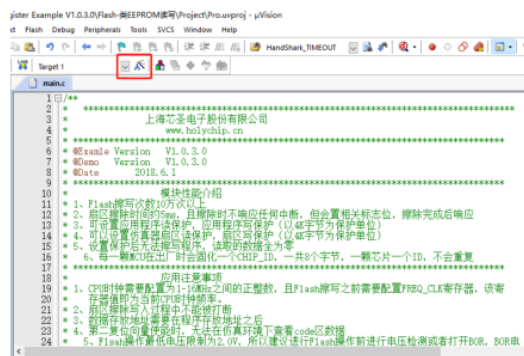 gister Example V1.0.3.0\Flash-类EEPROM读写\Project\Pro.uvproj - µVision
ct Flash Debug Peripherals Tools SVCS Window Help
HandShark_TIMEOUT
Target 1
main.c
1 /**
2 * ******************************************************************************
3 * 上海芯圣电子股份有限公司
4 * www.holychip.cn
5 * ******************************************************************************
6 * @Examle Version V1.0.3.0
7 * @Demo Version V1.0.3.0
8 * @Date 2018.6.1
9 * ******************************************************************************
10 * 模块性能介绍
11 * 1、Flash擦写次数10万次以上
12 * 2、扇区擦除时间约5ms，且擦除时不响应任何中断，但会置相关标志位，擦除完成后响应
13 * 3、可设置应用程序读保护，应用程序写保护（以4K字节为保护单位）
14 * 4、可以设置仿真器扇区读保护，扇区写保护（以4K字节为保护单位）
15 * 5、设置保护后无法擦写程序，读取的数据全为零
16 * 6、每一颗MCU在出厂时会固化一个CHIP_ID，一共8个字节，一颗芯片一个ID，不会重复
17 * ******************************************************************************
18 * 应用注意事项
19 * 1、CPU时钟需要配置为1-16MHz之间的正整数，且Flash擦写之前需要配置FREQ_CLK寄存器，该寄
20 * 存器值即为当前CPU时钟频率。
21 * 2、扇区擦除写入过程中不能被打断
22 * 3、数据存放地址需要在程序存放地址之后
23 * 4、第二复位向量使能时，无法在仿真环境下查看code区数据
24 * 5、Flsah操作最低电压限制为2.0V，所以建议进行Flash操作前进行电压检测或者打开BOR，BOR电